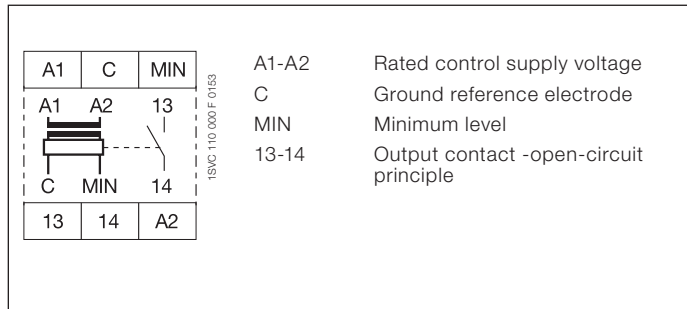 A1 C MIN
A1 A2 13
C MIN 14
13 14 A2
1SVC 110 000 F 0153
A1-A2 Rated control supply voltage
C Ground reference electrode
MIN Minimum level
13-14 Output contact -open-circuit
principle